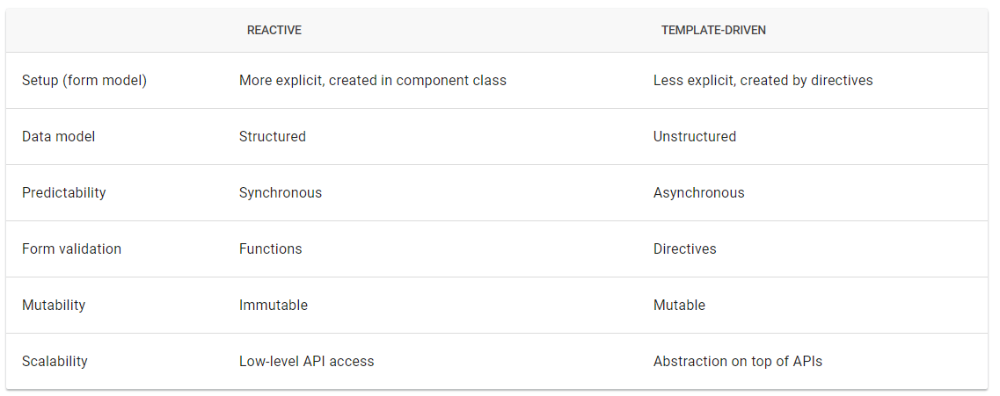 REACTIVE TEMPLATE-DRIVEN
Setup (form model) More explicit, created in component class Less explicit, created by directives
Data model Structured Unstructured
Predictability Synchronous Asynchronous
Form validation Functions Directives
Mutability Immutable Mutable
Scalability Low-level API access Abstraction on top of APIs